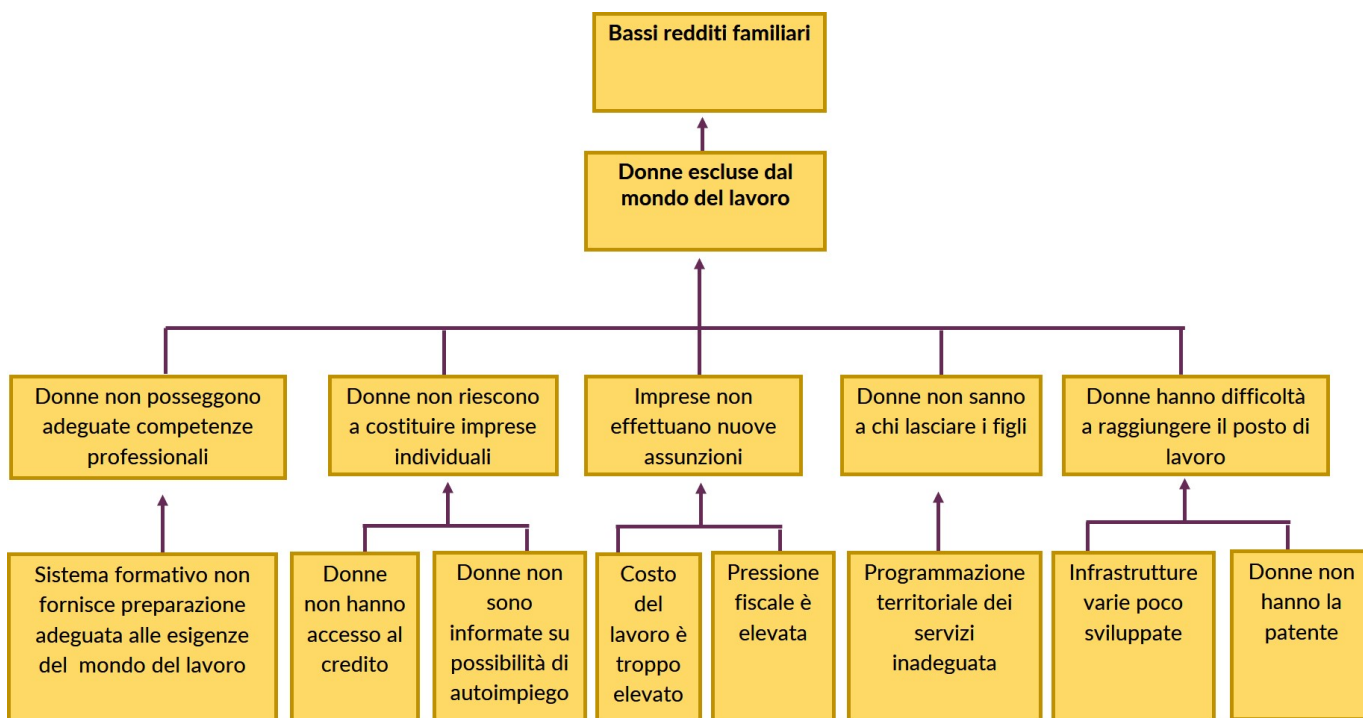 Bassi redditi familiari
Donne escluse dal
mondo del lavoro
Donne non posseggono
adeguate competenze
professionali
Donne non riescono
a costituire imprese
individuali
Imprese non
effettuano nuove
assunzioni
Donne non sanno
a chi lasciare i figli
Donne hanno difficoltà
a raggiungere il posto di
lavoro
Sistema formativo non
fornisce preparazione
adeguata alle esigenze
del mondo del lavoro
Donne
non hanno
accesso al
credito
Donne non
sono
informate su
possibilità di
autoimpiego
Costo
del
lavoro è
troppo
elevato
Pressione
fiscale è
elevata
Programmazione
territoriale dei
servizi
inadeguata
Infrastrutture
varie poco
sviluppate
Donne non
hanno la
patente